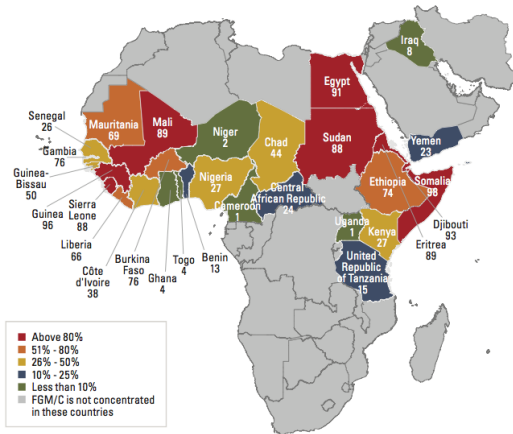 Iraq
8
Egypt
91
Senegal
26
Mauritania
69
Mali
89
Niger
2
Chad
44
Sudan
88
Yemen
23
Gambia
76
Guinea-
Bissau
50
Nigeria
27
Ethiopia
74
Somalia
98
Guinea
96
Sierra
Leone
88
Cameroon
1
Central
African Republic
24
Uganda
1
Kenya
27
Djibouti
93
Eritrea
89
Liberia
66
Côte
d'Ivoire
38
Burkina
Faso
76
Ghana
4
Togo
4
Benin
13
United
Republic
of Tanzania
15
Above 80%
51% - 80%
26% - 50%
10% - 25%
Less than 10%
FGM/C is not concentrated
in these countries